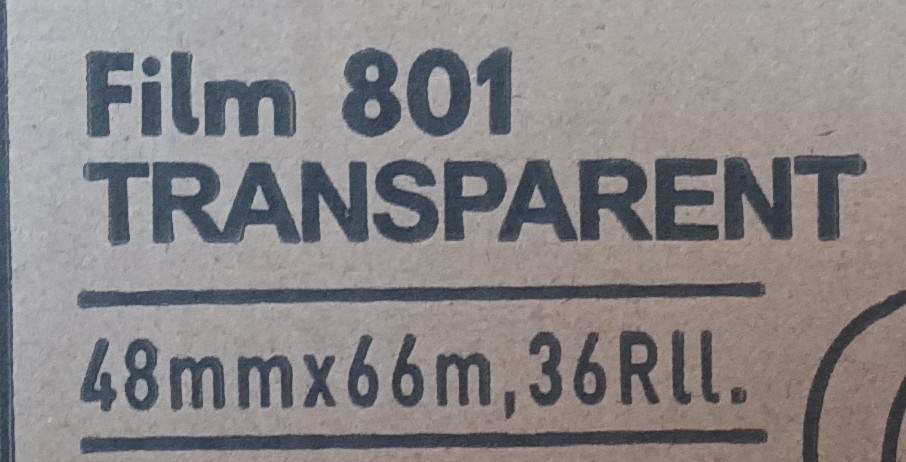 Film 801
TRANSPARENT
48mmx66m,36Rll.